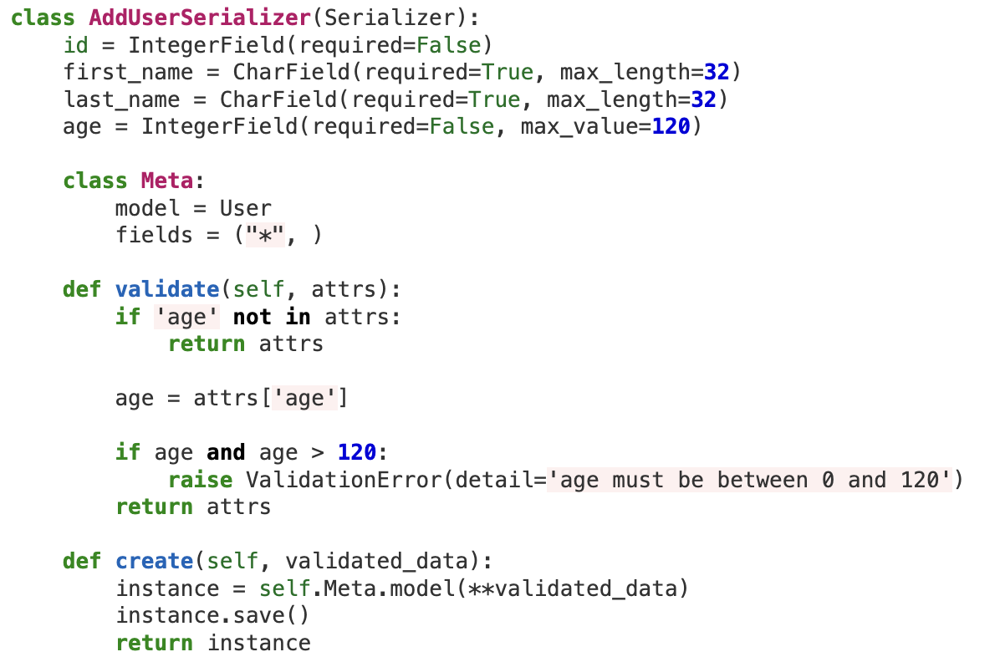 class AddUserSerializer(Serializer):
    id = IntegerField(required=False)
    first_name = CharField(required=True, max_length=32)
    last_name = CharField(required=True, max_length=32)
    age = IntegerField(required=False, max_value=120)

    class Meta:
        model = User
        fields = ("*", )

    def validate(self, attrs):
        if 'age' not in attrs:
            return attrs

        age = attrs['age']

        if age and age > 120:
            raise ValidationError(detail='age must be between 0 and 120')
        return attrs

    def create(self, validated_data):
        instance = self.Meta.model(**validated_data)
        instance.save()
        return instance